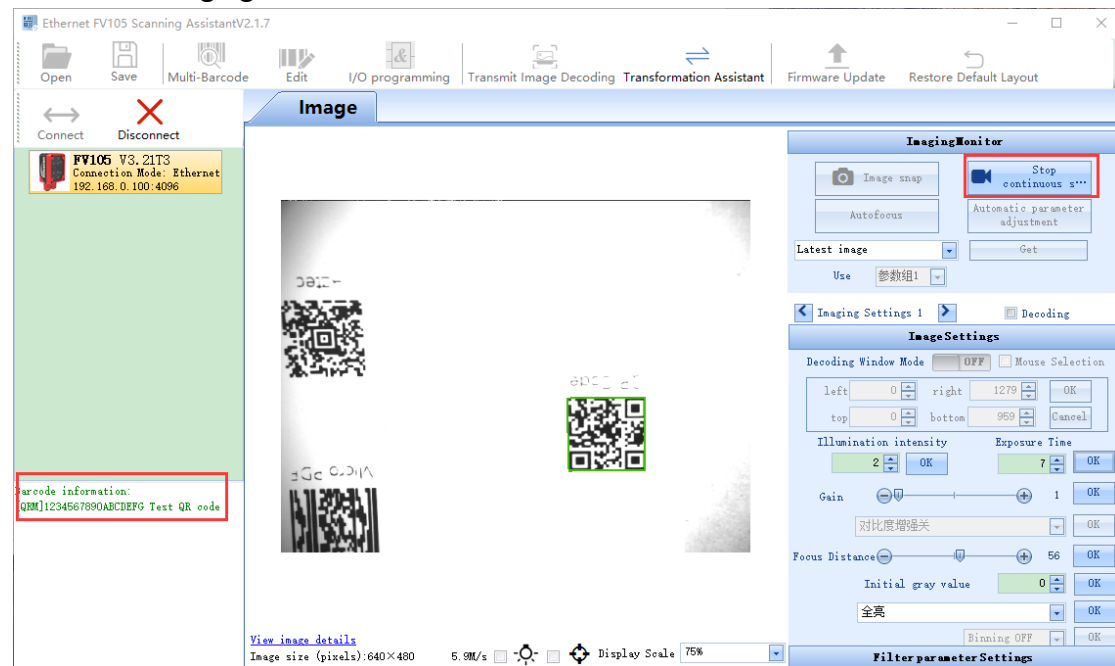 Ethernet FV105 Scanning AssistantV2.1.7
Open
Save
Multi-Barcode
Edit
I/O programming
Transmit Image Decoding
Transformation Assistant
Firmware Update
Restore Default Layout
Connect
Disconnect
Image
FV105 V3.21T3
Connection Mode: Ethernet
192.168.0.100:4096
ImagingMonitor
Image snap
Stop
continuous s···
Autofocus
Automatic parameter
adjustment
Latest image
Get
Use 参数组1
Imaging Settings 1
Decoding
ImageSettings
Decoding Window Mode OFF Mouse Selection
left 0 right 1279 OK
top 0 bottom 959 Cancel
Illumination intensity Exposure Time
2 OK 7 OK
Gain 1 OK
对比度增强关 OK
Focus Distance 56 OK
Initial gray value 0 OK
全亮 OK
Binning OFF OK
FilterparameterSettings
Barcode information:
[QRM]1234567890ABCDEFG Test QR code
View image details
Image size (pixels):640×480 5.9M/s Display Scale 75%